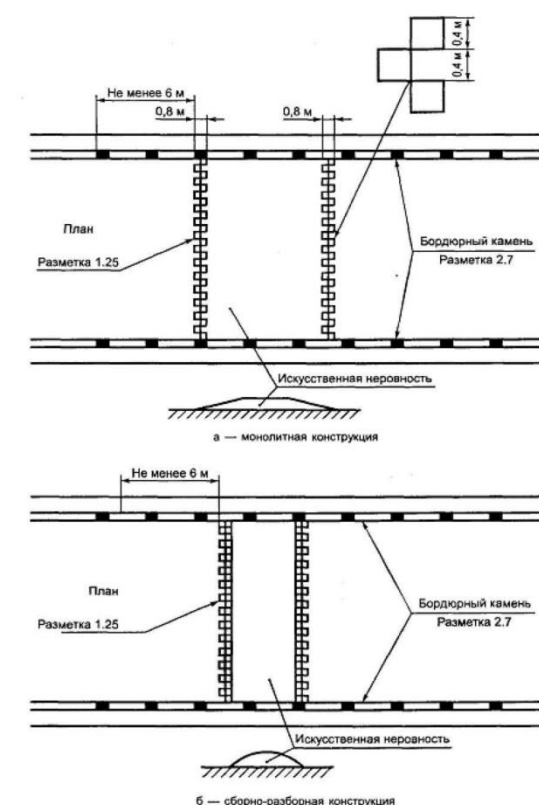 0,4 м
0,4 м
Не менее 6 м
0,8 м
0,8 м
План
Разметка 1.25
Бордюрный камень
Разметка 2.7
Искусственная неровность
а — монолитная конструкция
Не менее 6 м
План
Разметка 1.25
Бордюрный камень
Разметка 2.7
Искусственная неровность
б — сборно-разборная конструкция